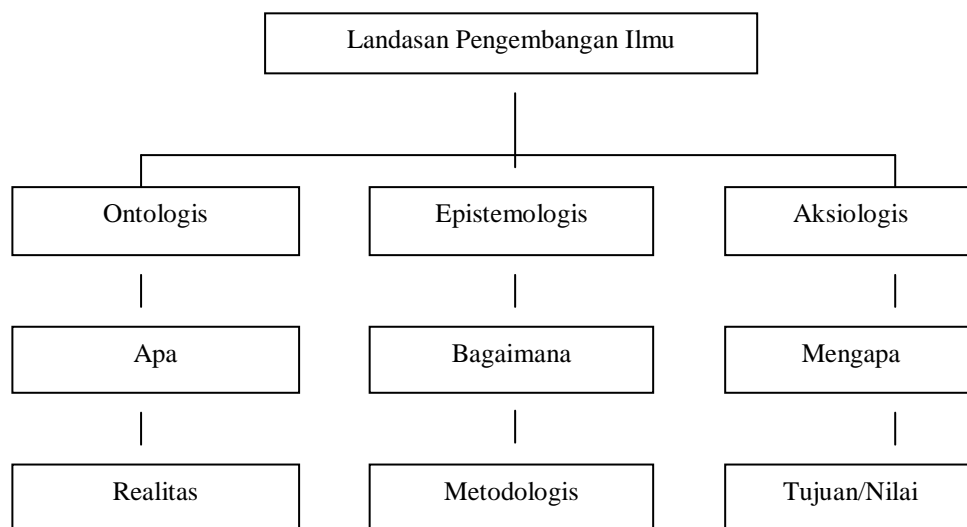 Landasan Pengembangan Ilmu
Ontologis
Epistemologis
Aksiologis
Apa
Bagaimana
Mengapa
Realitas
Metodologis
Tujuan/Nilai